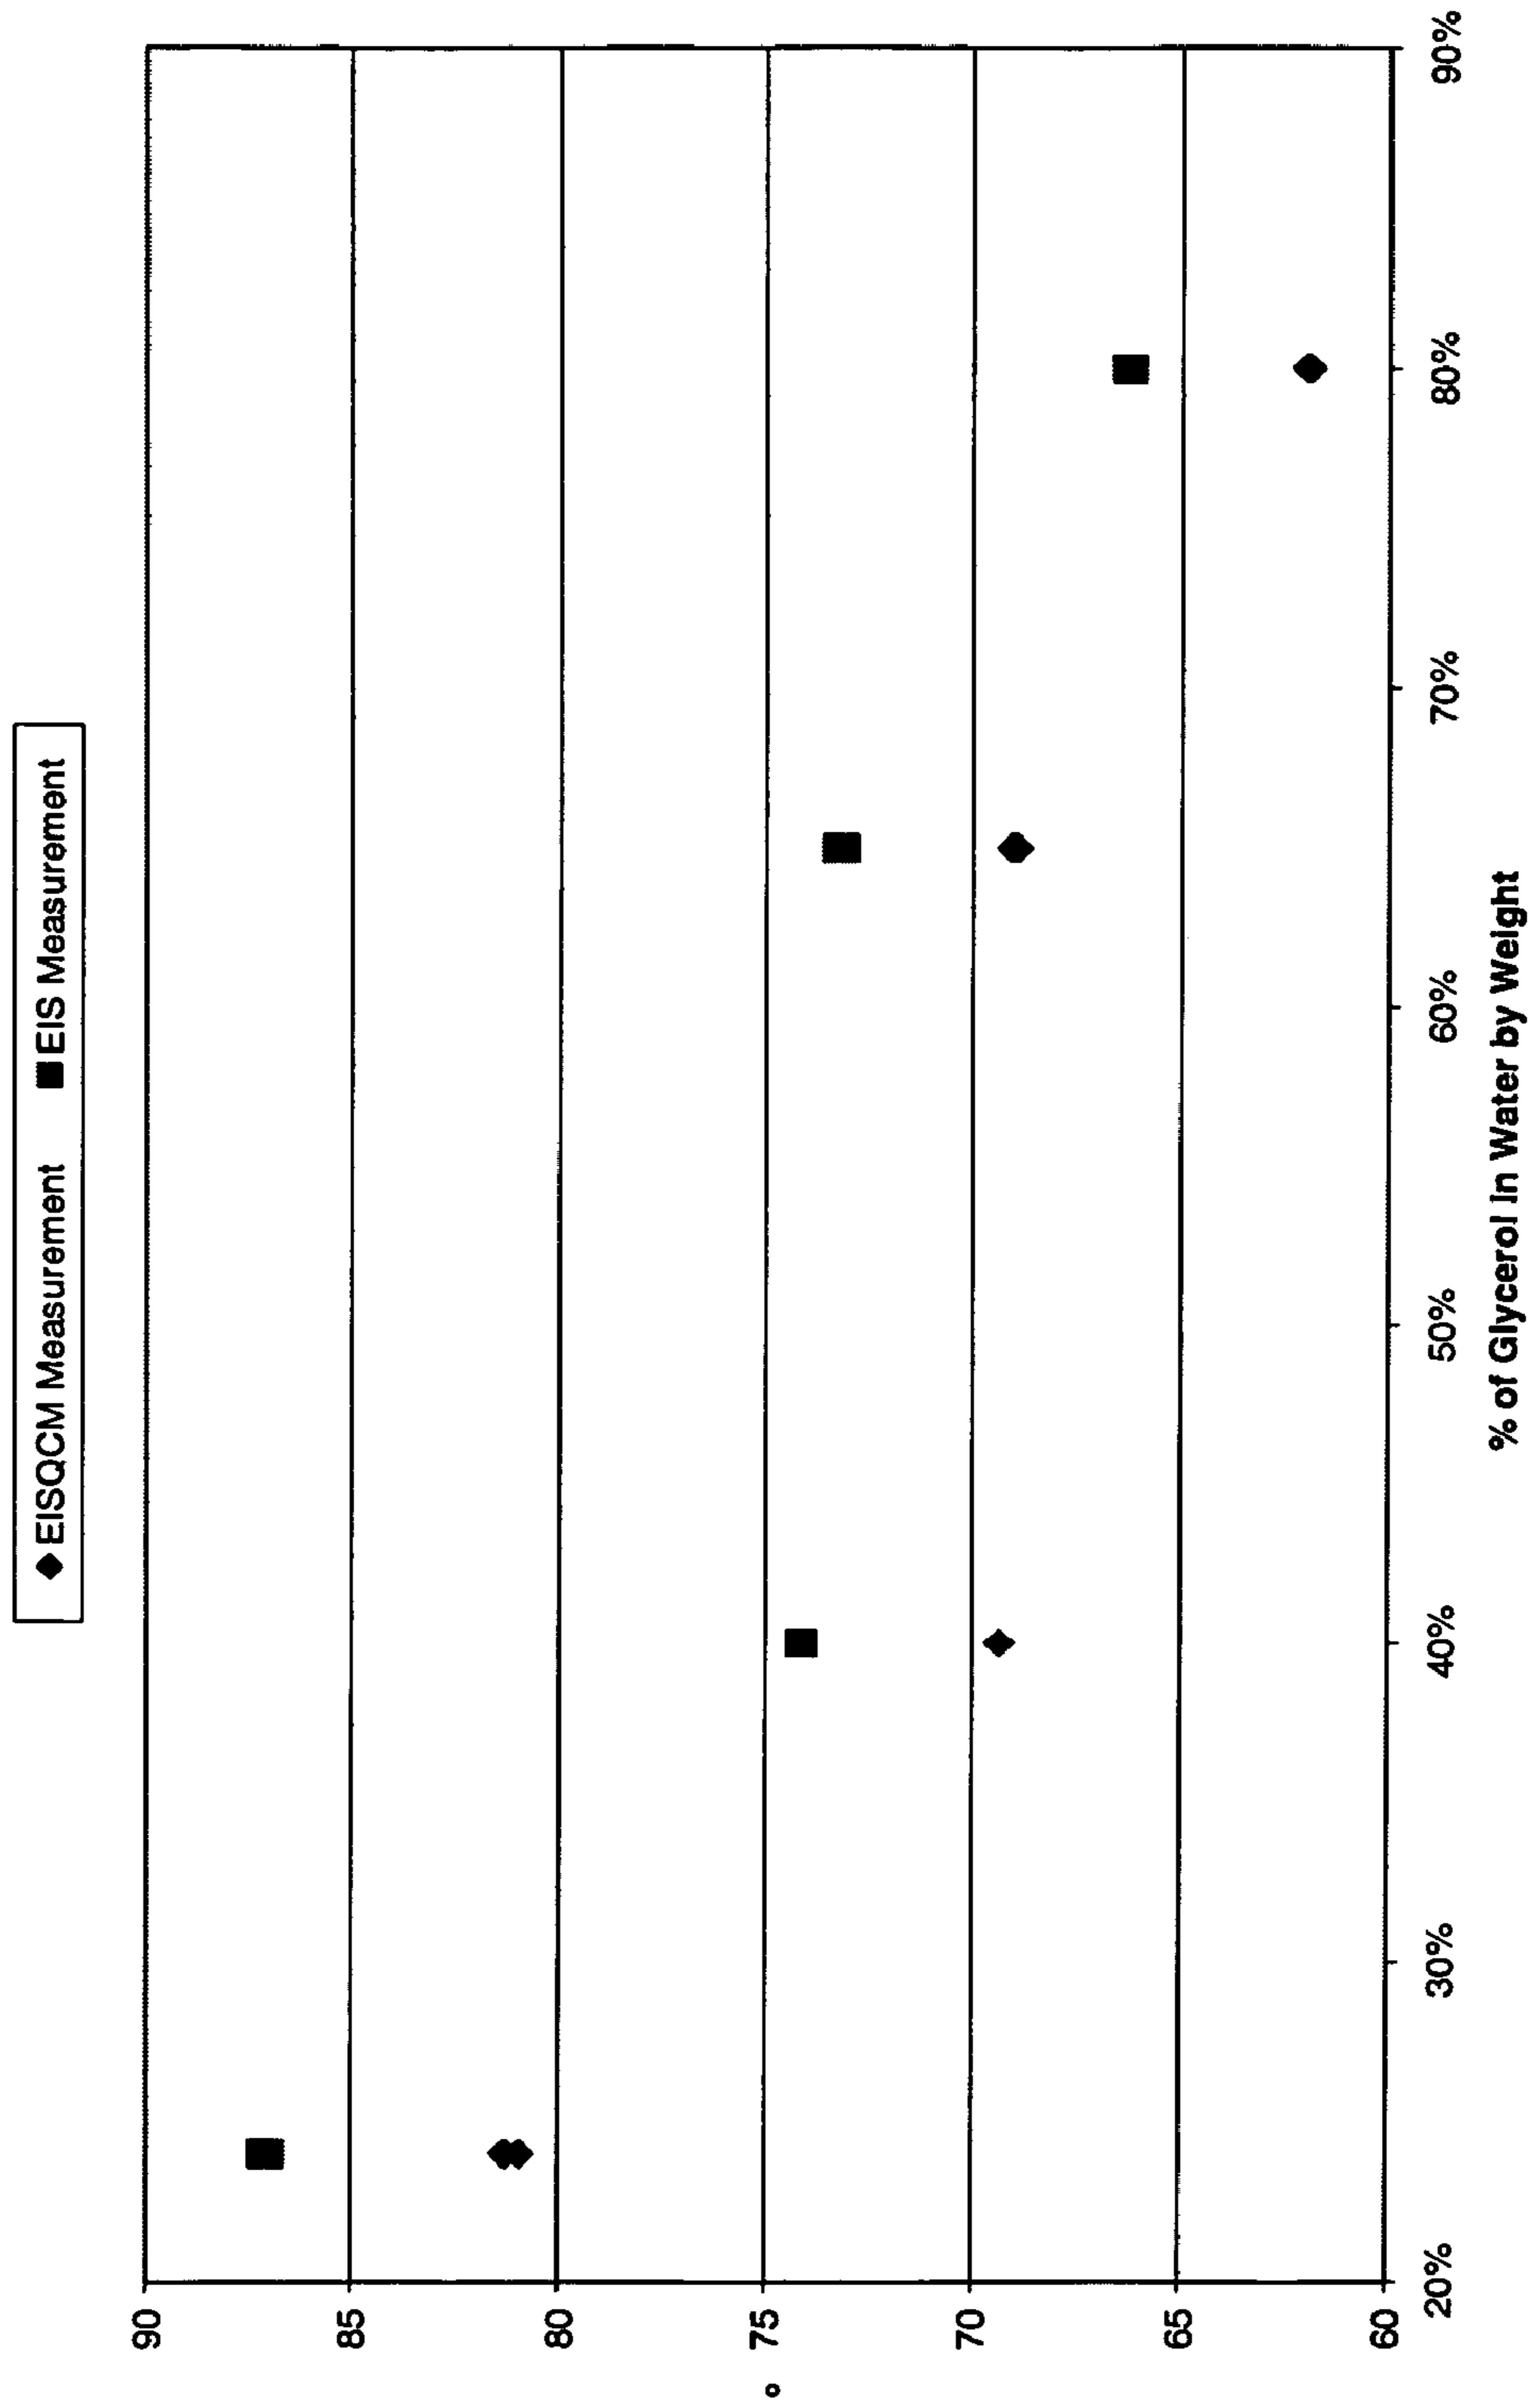 ◆ EISQCM Measurement ■ EIS Measurement
90
85
80
75
70
65
60
°
20% 30% 40% 50% 60% 70% 80% 90%
% of Glycerol In Water by Weight